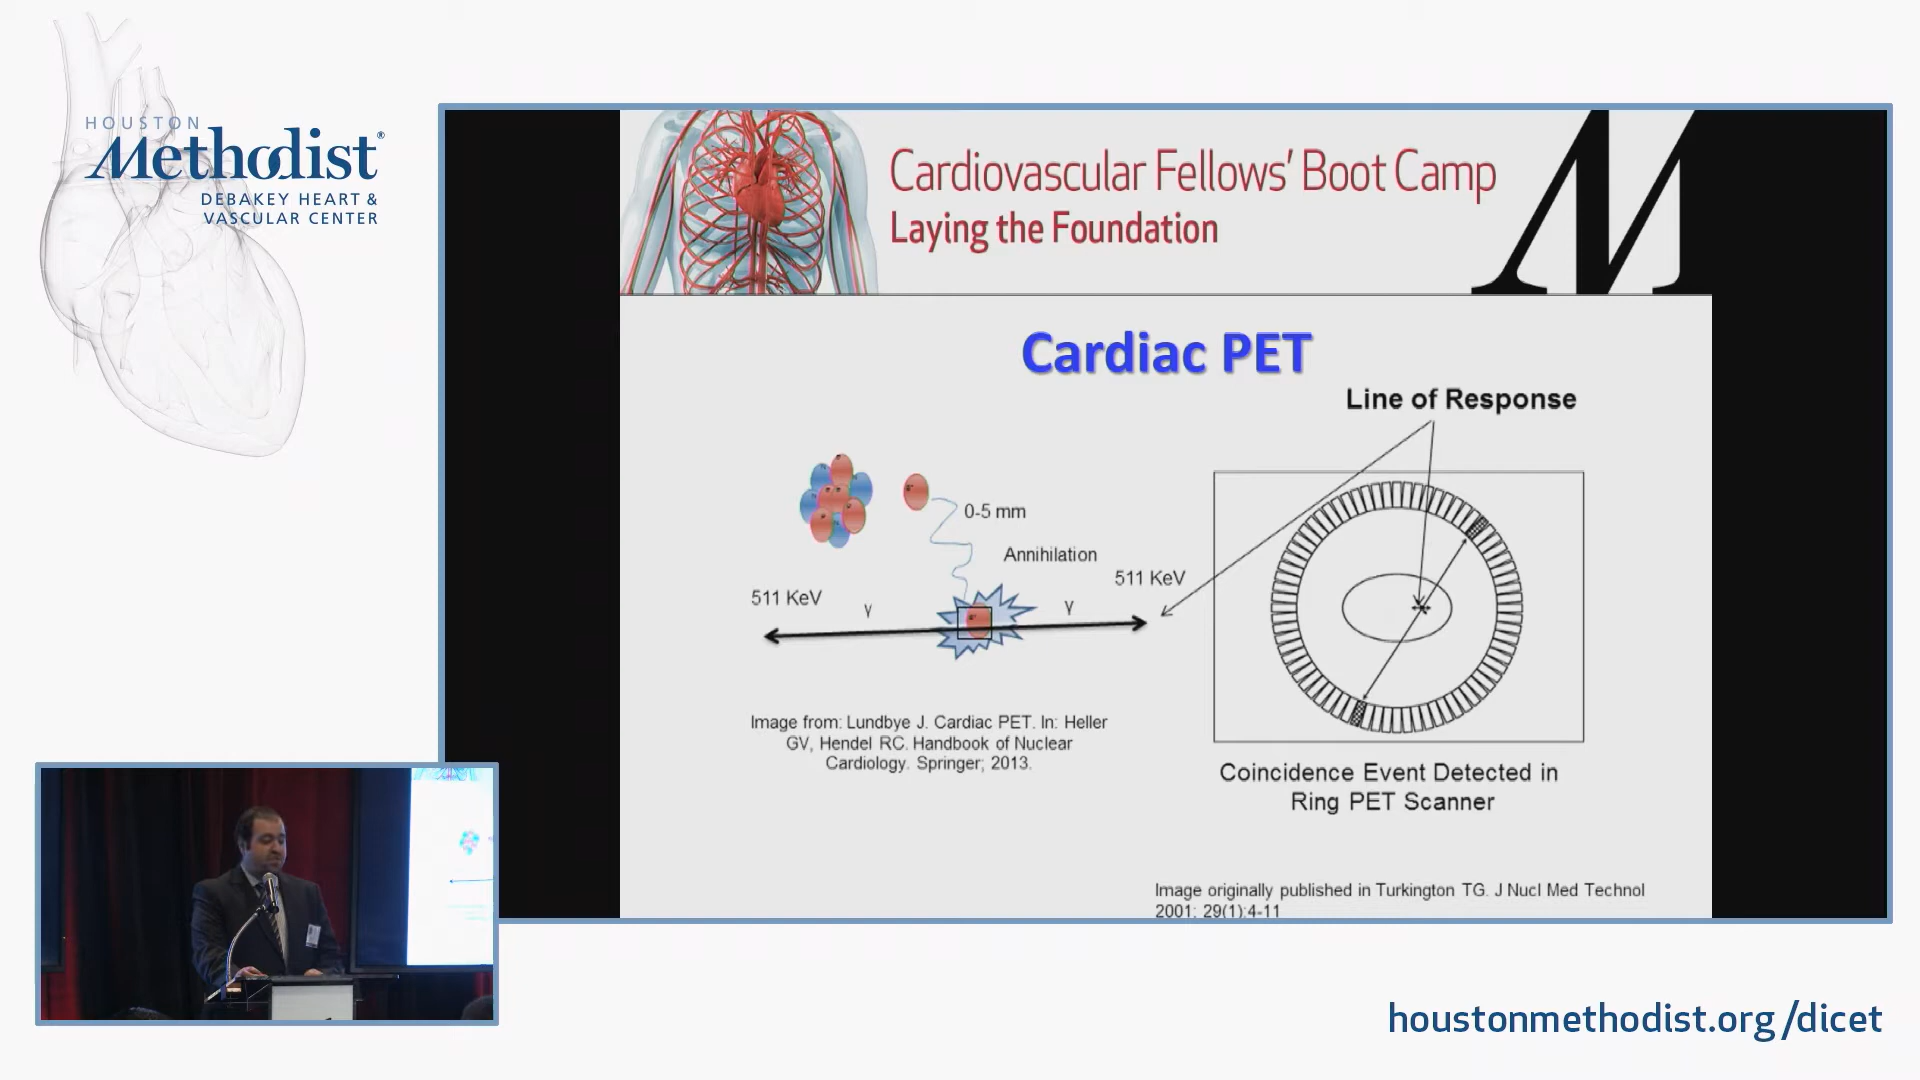 HOUSTON
Methodist®
DEBAKEY HEART &
VASCULAR CENTER
Cardiovascular Fellows' Boot Camp
Laying the Foundation
Cardiac PET
Line of Response
0-5 mm
Annihilation
511 KeV
511 KeV
γ
γ
Image from: Lundbye J. Cardiac PET. In: Heller
GV, Hendel RC. Handbook of Nuclear
Cardiology. Springer; 2013.
Coincidence Event Detected in
Ring PET Scanner
Image originally published in Turkington TG. J Nucl Med Technol
2001; 29(1):4-11
houstonmethodist.org/dicet